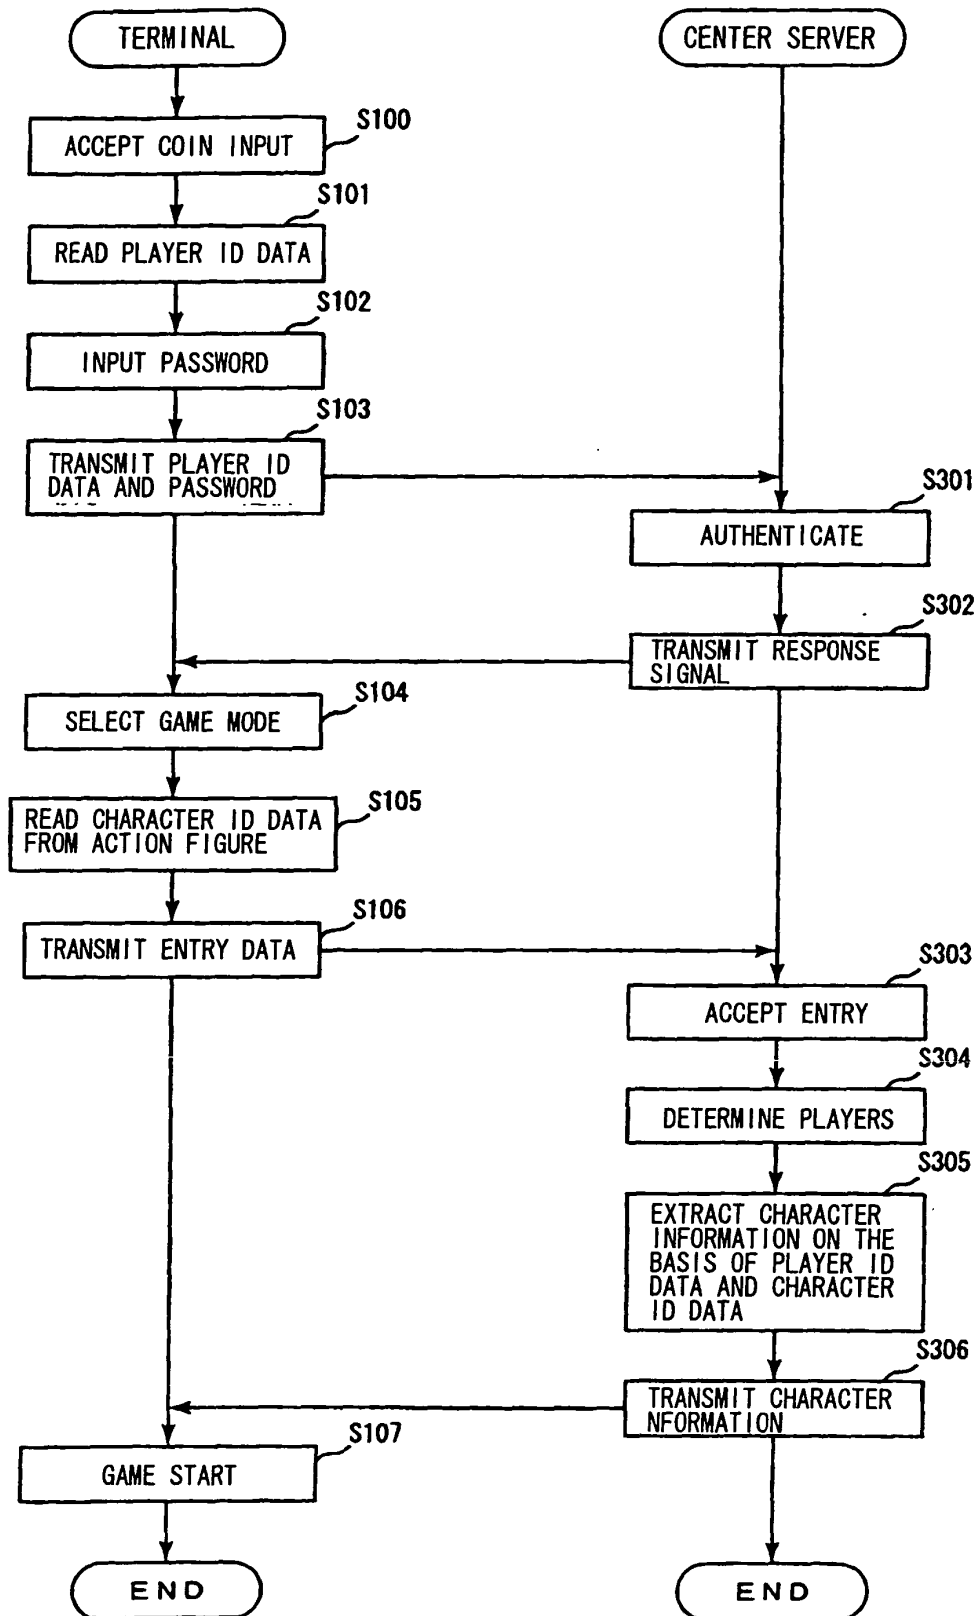 TERMINAL
CENTER SERVER
S100
ACCEPT COIN INPUT
S101
READ PLAYER ID DATA
S102
INPUT PASSWORD
S103
TRANSMIT PLAYER ID
DATA AND PASSWORD
S301
AUTHENTICATE
S302
TRANSMIT RESPONSE
SIGNAL
S104
SELECT GAME MODE
S105
READ CHARACTER ID DATA
FROM ACTION FIGURE
S106
TRANSMIT ENTRY DATA
S303
ACCEPT ENTRY
S304
DETERMINE PLAYERS
S305
EXTRACT CHARACTER
INFORMATION ON THE
BASIS OF PLAYER ID
DATA AND CHARACTER
ID DATA
S306
TRANSMIT CHARACTER
NFORMATION
S107
GAME START
END
END